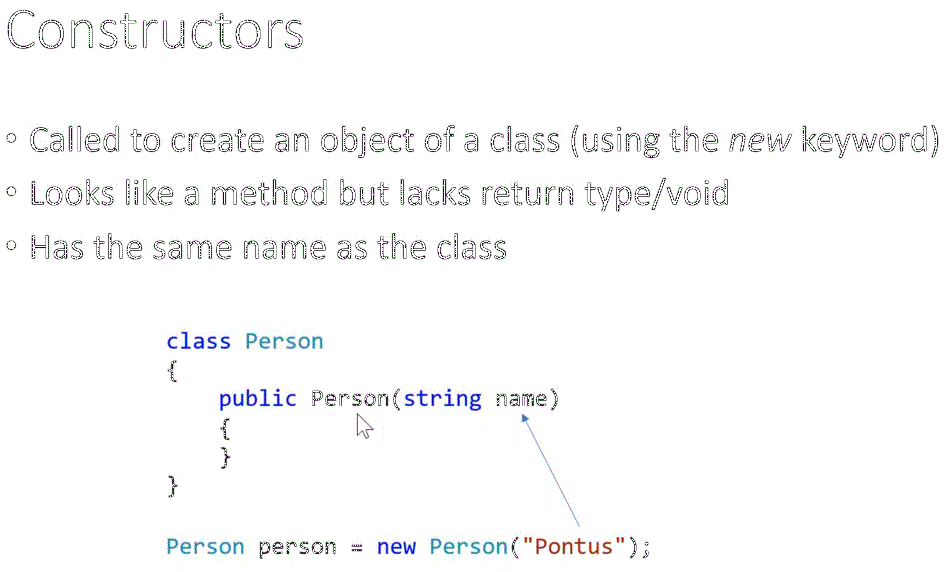 Constructors
• Called to create an object of a class (using the new keyword)
• Looks like a method but lacks return type/void
• Has the same name as the class
class Person
{
    public Person(string name)
    {
    }
}
Person person = new Person("Pontus");